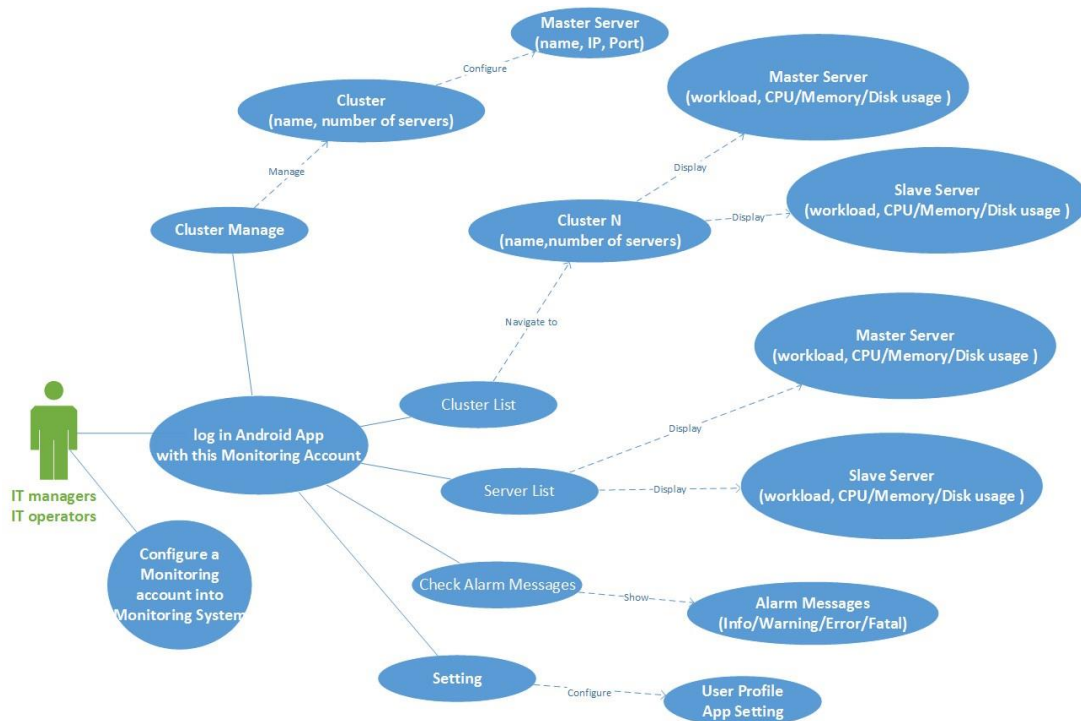 Master Server
(name, IP, Port)
Configure
Cluster
(name, number of servers)
Manage
Cluster Manage
Master Server
(workload, CPU/Memory/Disk usage )
Display
Slave Server
(workload, CPU/Memory/Disk usage )
Display
Cluster N
(name,number of servers)
Navigate to
Cluster List
Master Server
(workload, CPU/Memory/Disk usage )
Display
log in Android App
with this Monitoring Account
Server List
Display
Slave Server
(workload, CPU/Memory/Disk usage )
IT managers
IT operators
Configure a
Monitoring
account into
Monitoring System
Check Alarm Messages
Show
Alarm Messages
(Info/Warning/Error/Fatal)
Setting
Configure
User Profile
App Setting